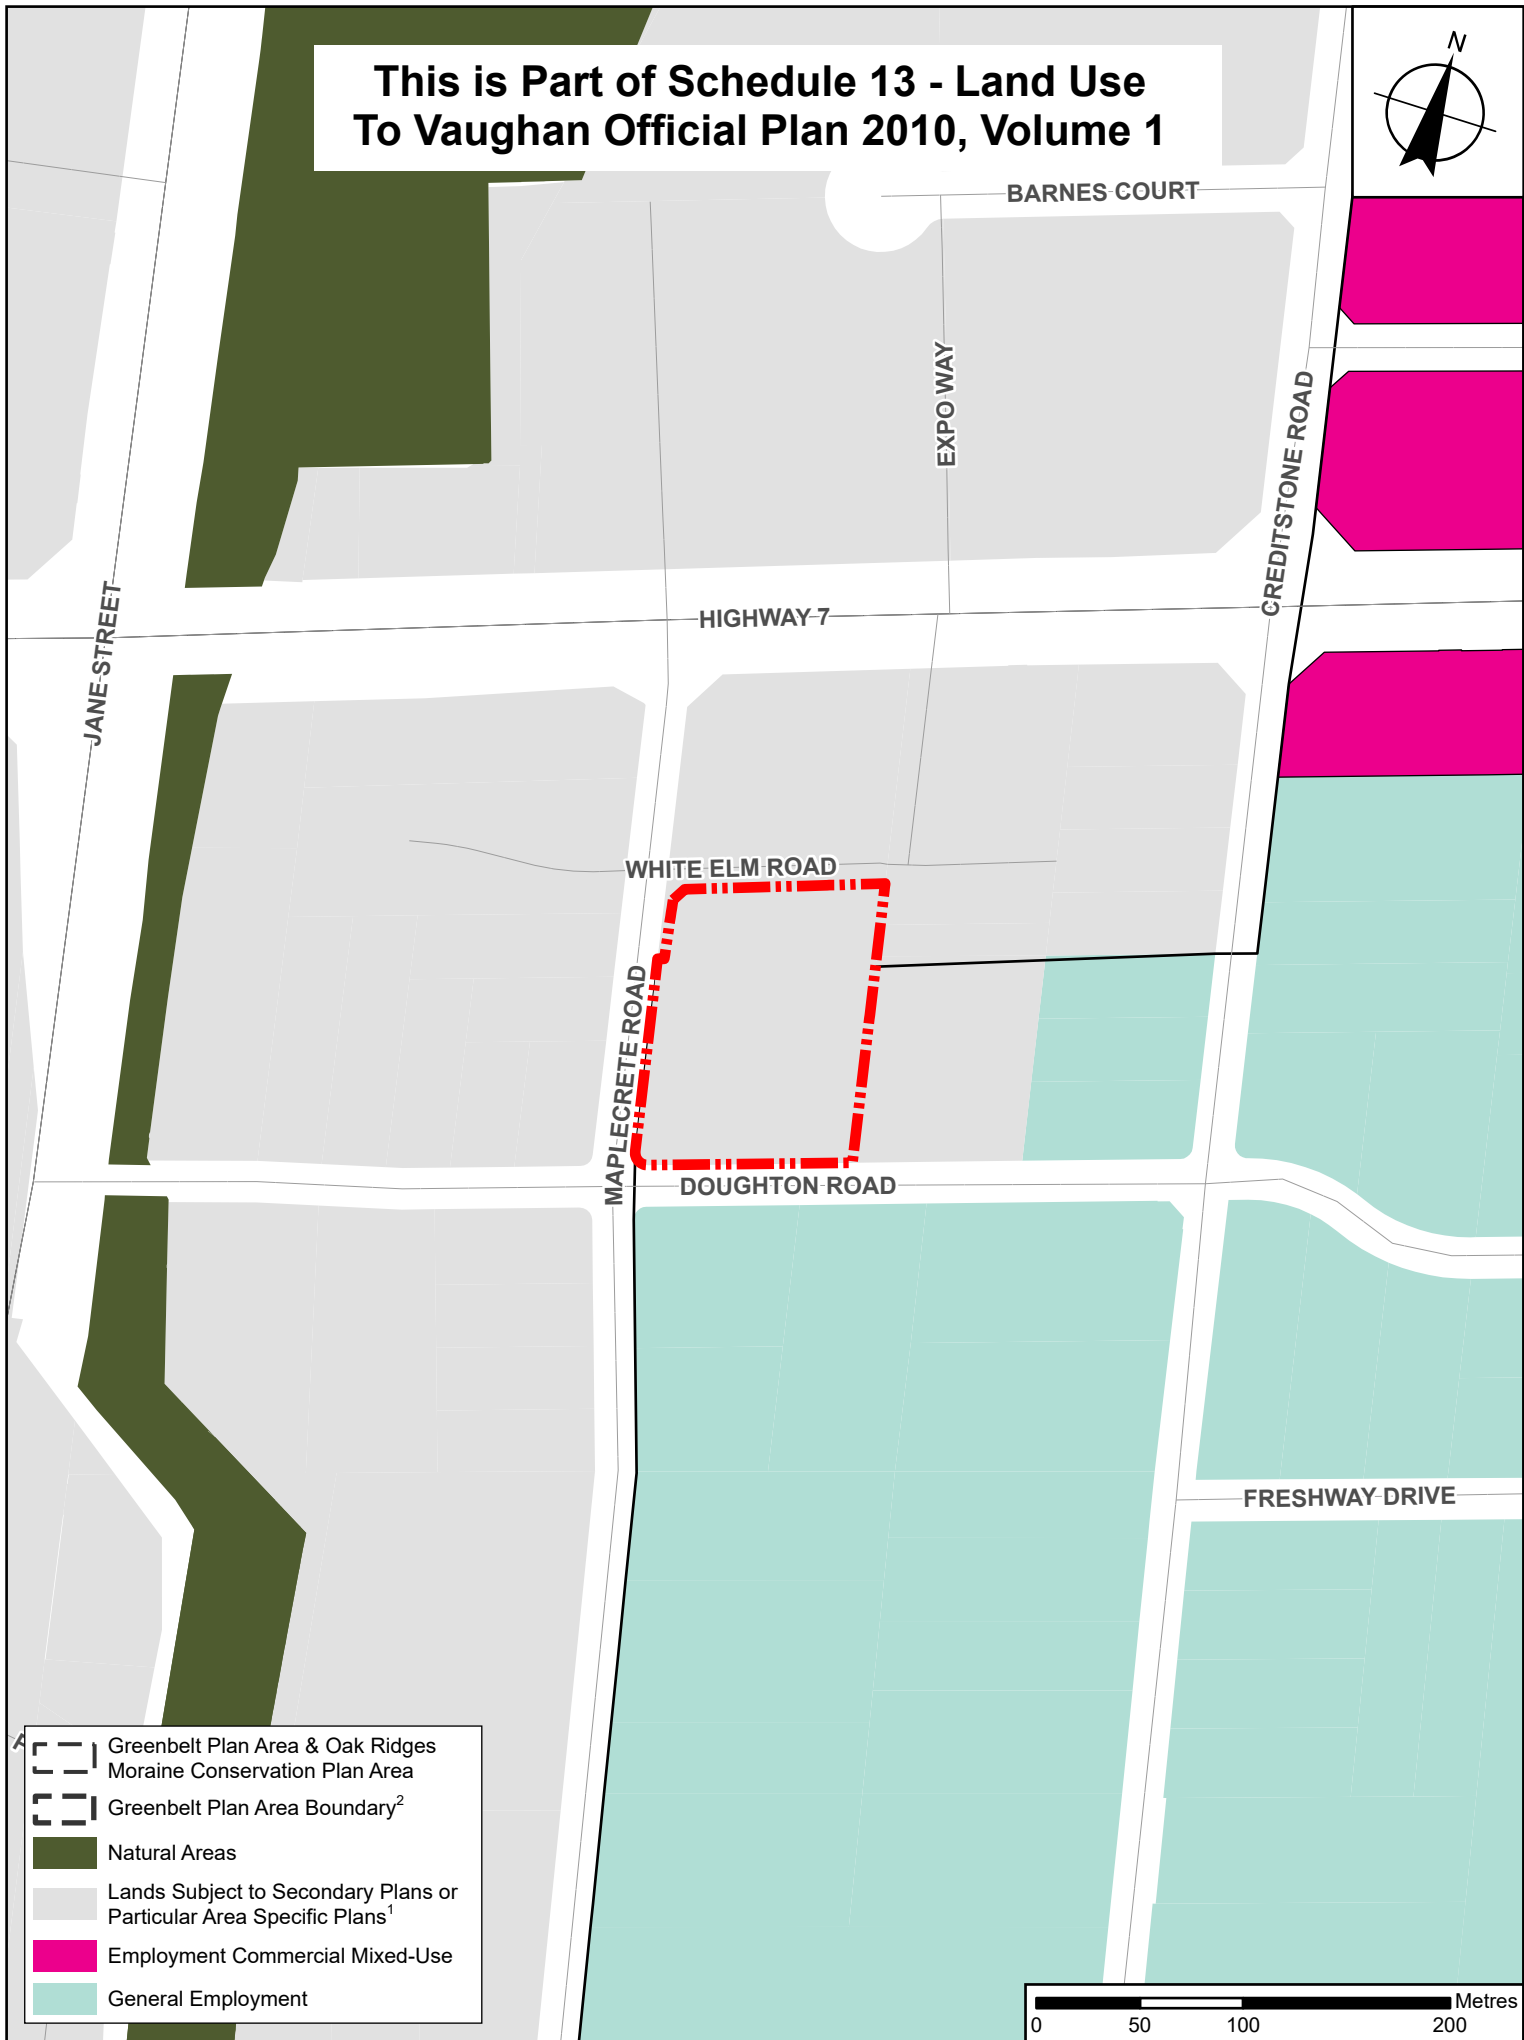 This is Part of Schedule 13 - Land Use
To Vaughan Official Plan 2010, Volume 1
N
BARNES COURT
EXPO WAY
CREDITSTONE ROAD
HIGHWAY 7
JANE STREET
WHITE ELM ROAD
MAPLECRETE ROAD
DOUGHTON ROAD
FRESHWAY DRIVE
Greenbelt Plan Area & Oak Ridges
Moraine Conservation Plan Area
Greenbelt Plan Area Boundary2
Natural Areas
Lands Subject to Secondary Plans or
Particular Area Specific Plans1
Employment Commercial Mixed-Use
General Employment
Metres
0 50 100 200